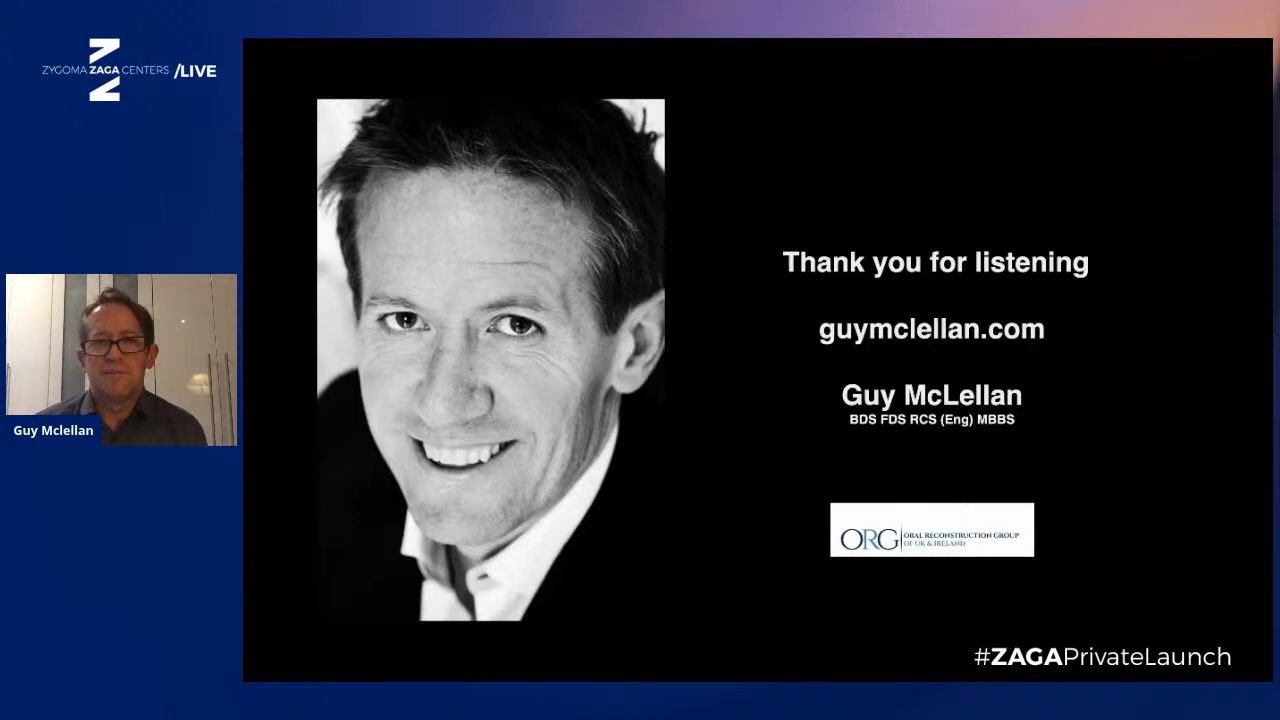 ZYGOMA ZAGA CENTERS /LIVE
Thank you for listening
guymclellan.com
Guy McLellan
BDS FDS RCS (Eng) MBBS
Guy Mclellan
ORG ORAL RECONSTRUCTION GROUP
OF UK & IRELAND
#ZAGAPrivateLaunch